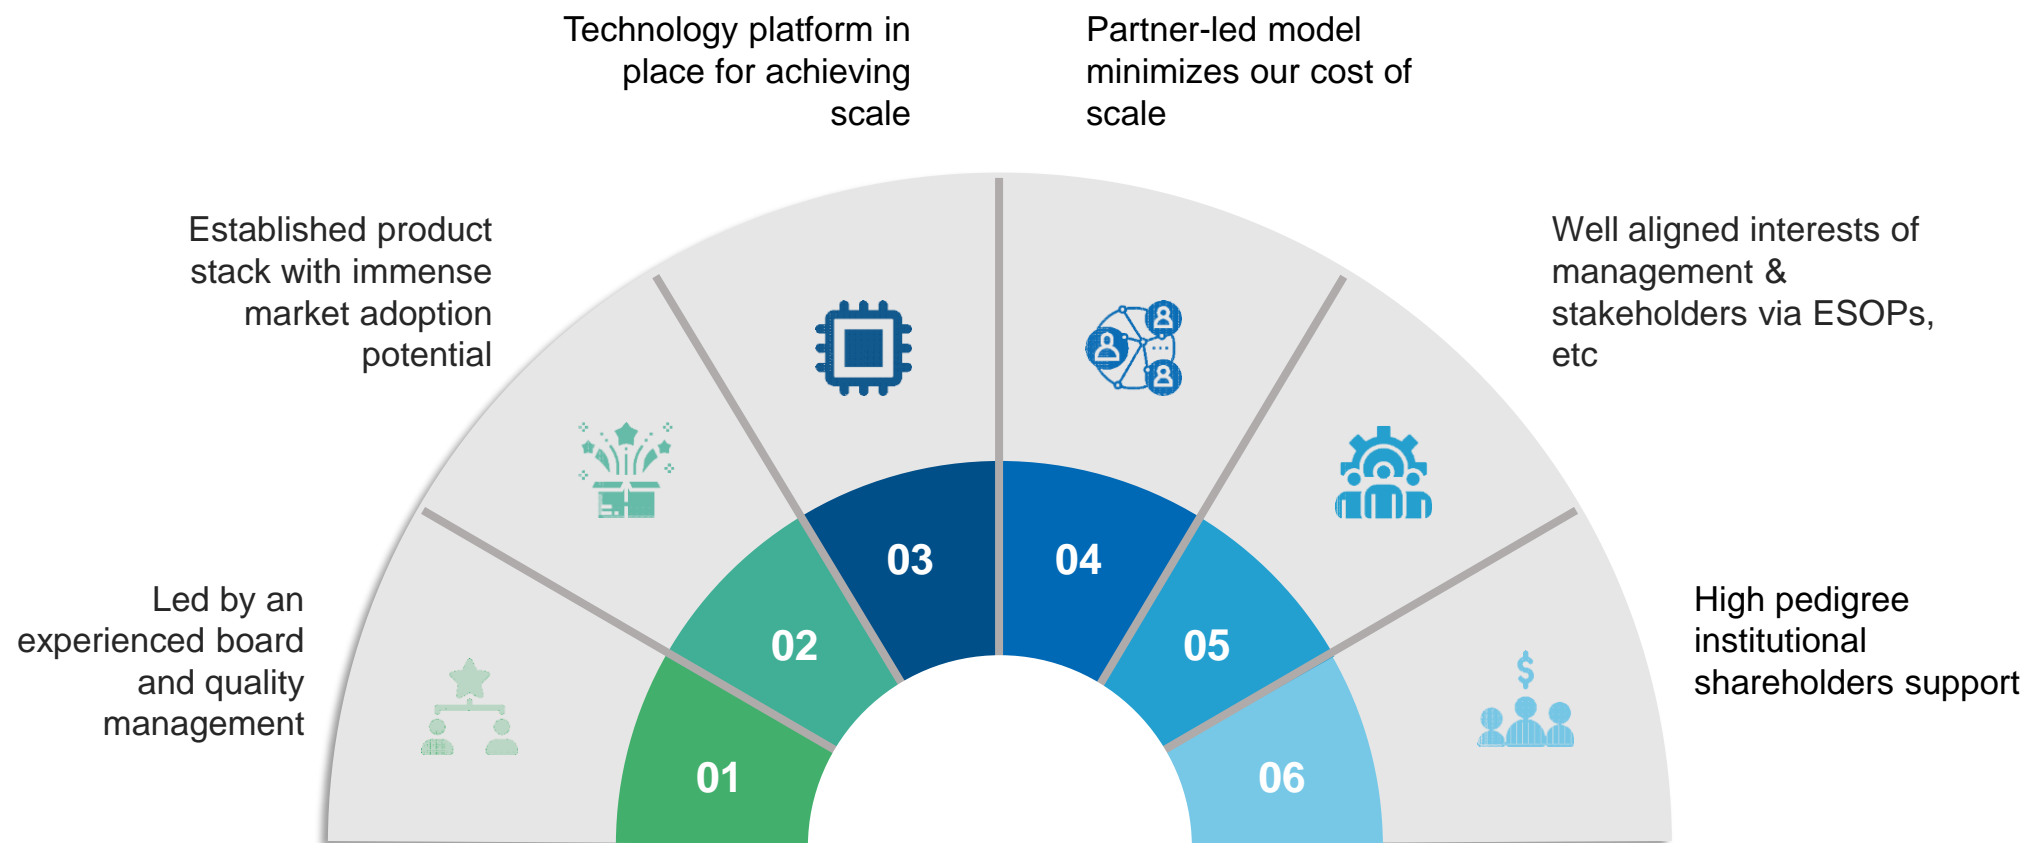 Technology platform in
place for achieving
scale
Partner-led model
minimizes our cost of
scale
Established product
stack with immense
market adoption
potential
Well aligned interests of
management &
stakeholders via ESOPs,
etc
Led by an
experienced board
and quality
management
High pedigree
institutional
shareholders support
01
02
03
04
05
06
$